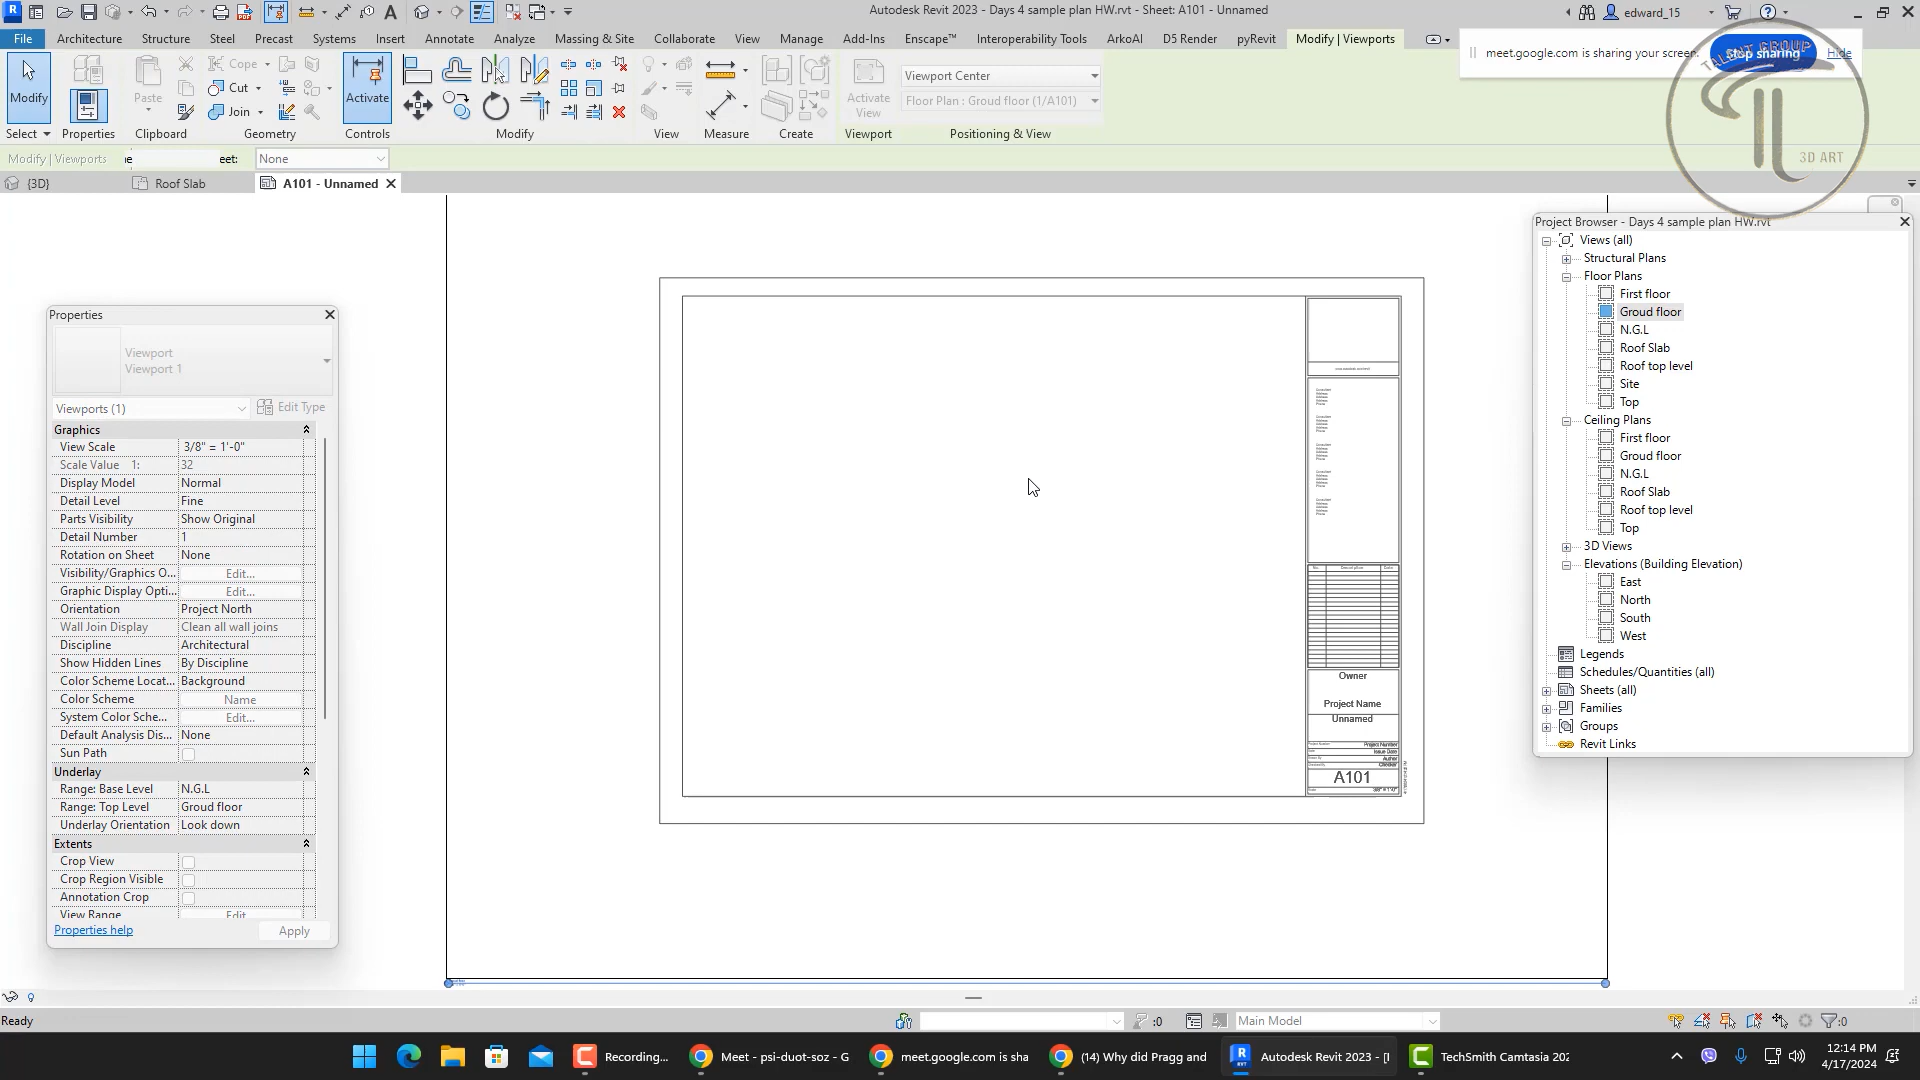 Autodesk Revit 2023 - Days 4 sample plan HW.rvt - Sheet: A101 - Unnamed
edward_15
File Architecture Structure Steel Precast Systems Insert Annotate Analyze Massing & Site Collaborate View Manage Add-Ins Enscape™ Interoperability Tools ArkoAI D5 Render pyRevit Modify | Viewports
meet.google.com is sharing your screen. Stop sharing Hide
TALENT GROUP
3D ART
Modify
Paste
Cope
Cut
Join
Activate
Activate View
Viewport Center
Floor Plan : Groud floor (1/A101)
Select Properties Clipboard Geometry Controls Modify View Measure Create Viewport Positioning & View
Modify | Viewports eet: None
{3D} Roof Slab A101 - Unnamed
Properties
Viewport
Viewport 1
Viewports (1) Edit Type
Graphics
View Scale 3/8" = 1'-0"
Scale Value 1: 32
Display Model Normal
Detail Level Fine
Parts Visibility Show Original
Detail Number 1
Rotation on Sheet None
Visibility/Graphics O... Edit...
Graphic Display Opti... Edit...
Orientation Project North
Wall Join Display Clean all wall joins
Discipline Architectural
Show Hidden Lines By Discipline
Color Scheme Locat... Background
Color Scheme Name
System Color Sche... Edit...
Default Analysis Dis... None
Sun Path
Underlay
Range: Base Level N.G.L
Range: Top Level Groud floor
Underlay Orientation Look down
Extents
Crop View
Crop Region Visible
Annotation Crop
View Range Edit
Properties help Apply
Owner
Project Name
Unnamed
Project Number
Issue Date
Author
Checker
A101
3/8" = 1'-0"
Project Browser - Days 4 sample plan HW.rvt
Views (all)
Structural Plans
Floor Plans
First floor
Groud floor
N.G.L
Roof Slab
Roof top level
Site
Top
Ceiling Plans
First floor
Groud floor
N.G.L
Roof Slab
Roof top level
Top
3D Views
Elevations (Building Elevation)
East
North
South
West
Legends
Schedules/Quantities (all)
Sheets (all)
Families
Groups
Revit Links
Ready :0 Main Model :0
Recording... Meet - psi-duot-soz - G meet.google.com is sha (14) Why did Pragg and Autodesk Revit 2023 - [ TechSmith Camtasia 202
12:14 PM
4/17/2024